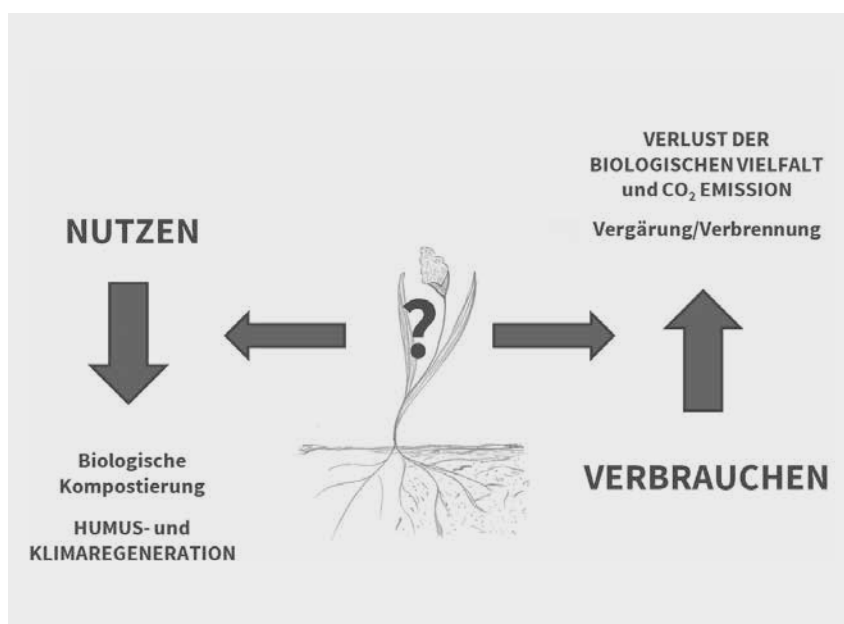 NUTZEN
Biologische
Kompostierung
HUMUS- und
KLIMAREGENERATION
?
VERLUST DER
BIOLOGISCHEN VIELFALT
und CO₂ EMISSION
Vergärung/Verbrennung
VERBRAUCHEN